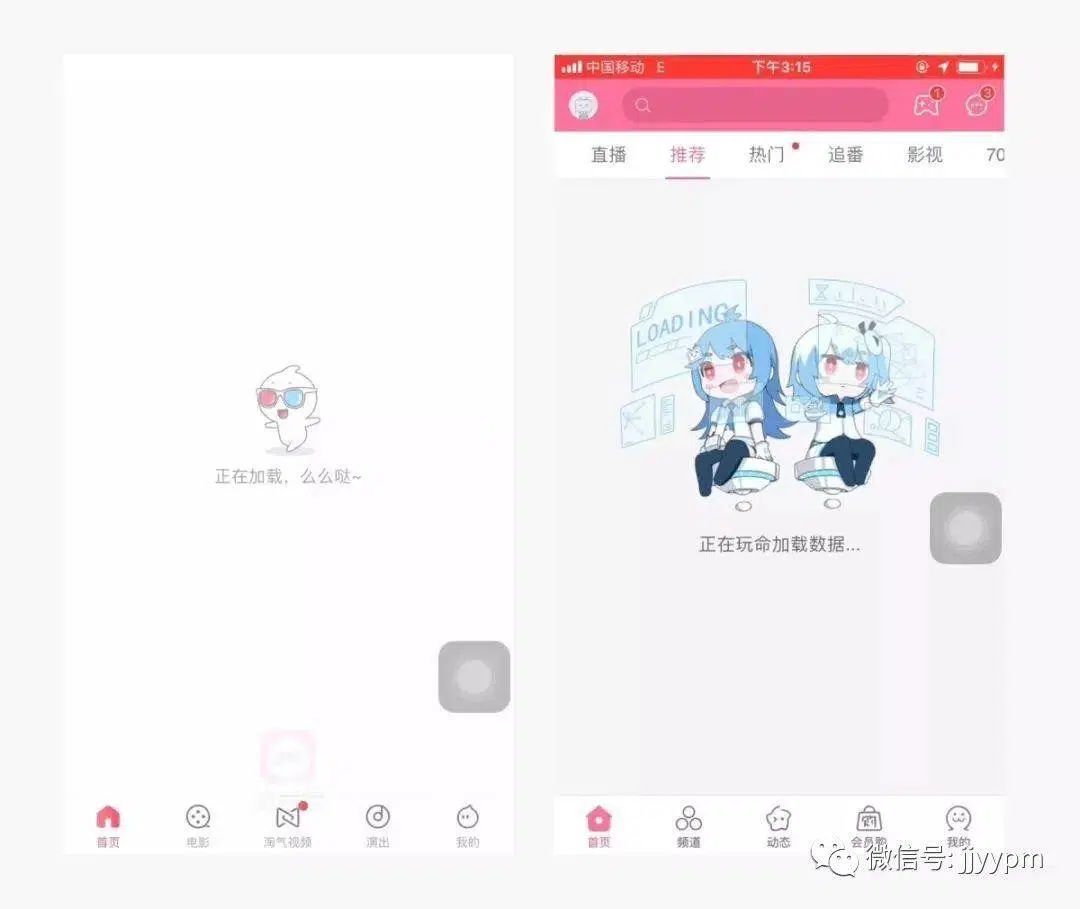 正在加载，么么哒~
首页
电影
淘气视频
演出
我的
中国移动 E
下午3:15
1
3
直播
推荐
热门
追番
影视
70
LOADING
正在玩命加载数据...
首页
频道
动态
会员购
我的
微信号: jjyypm